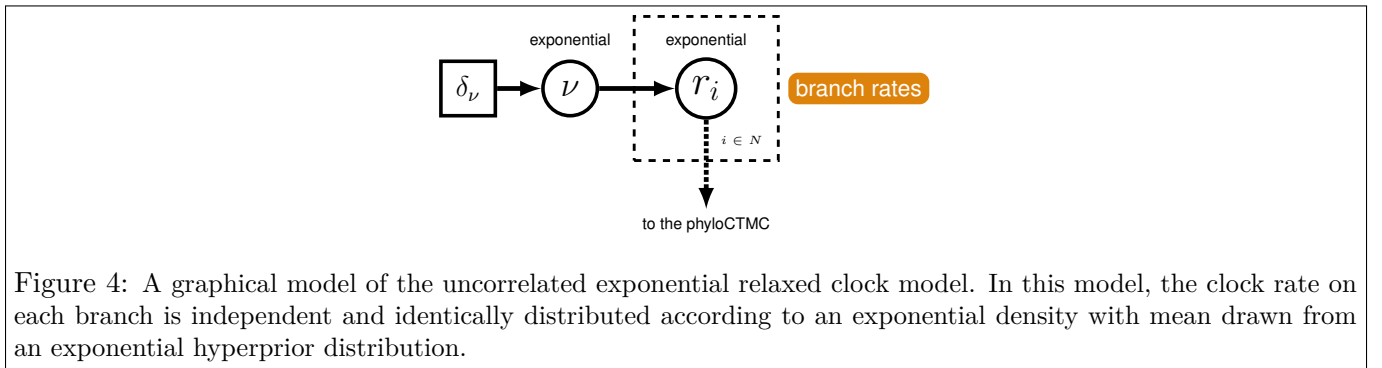 exponential exponential
δν ν ri branch rates
i ∈ N
to the phyloCTMC
Figure 4: A graphical model of the uncorrelated exponential relaxed clock model. In this model, the clock rate on
each branch is independent and identically distributed according to an exponential density with mean drawn from
an exponential hyperprior distribution.